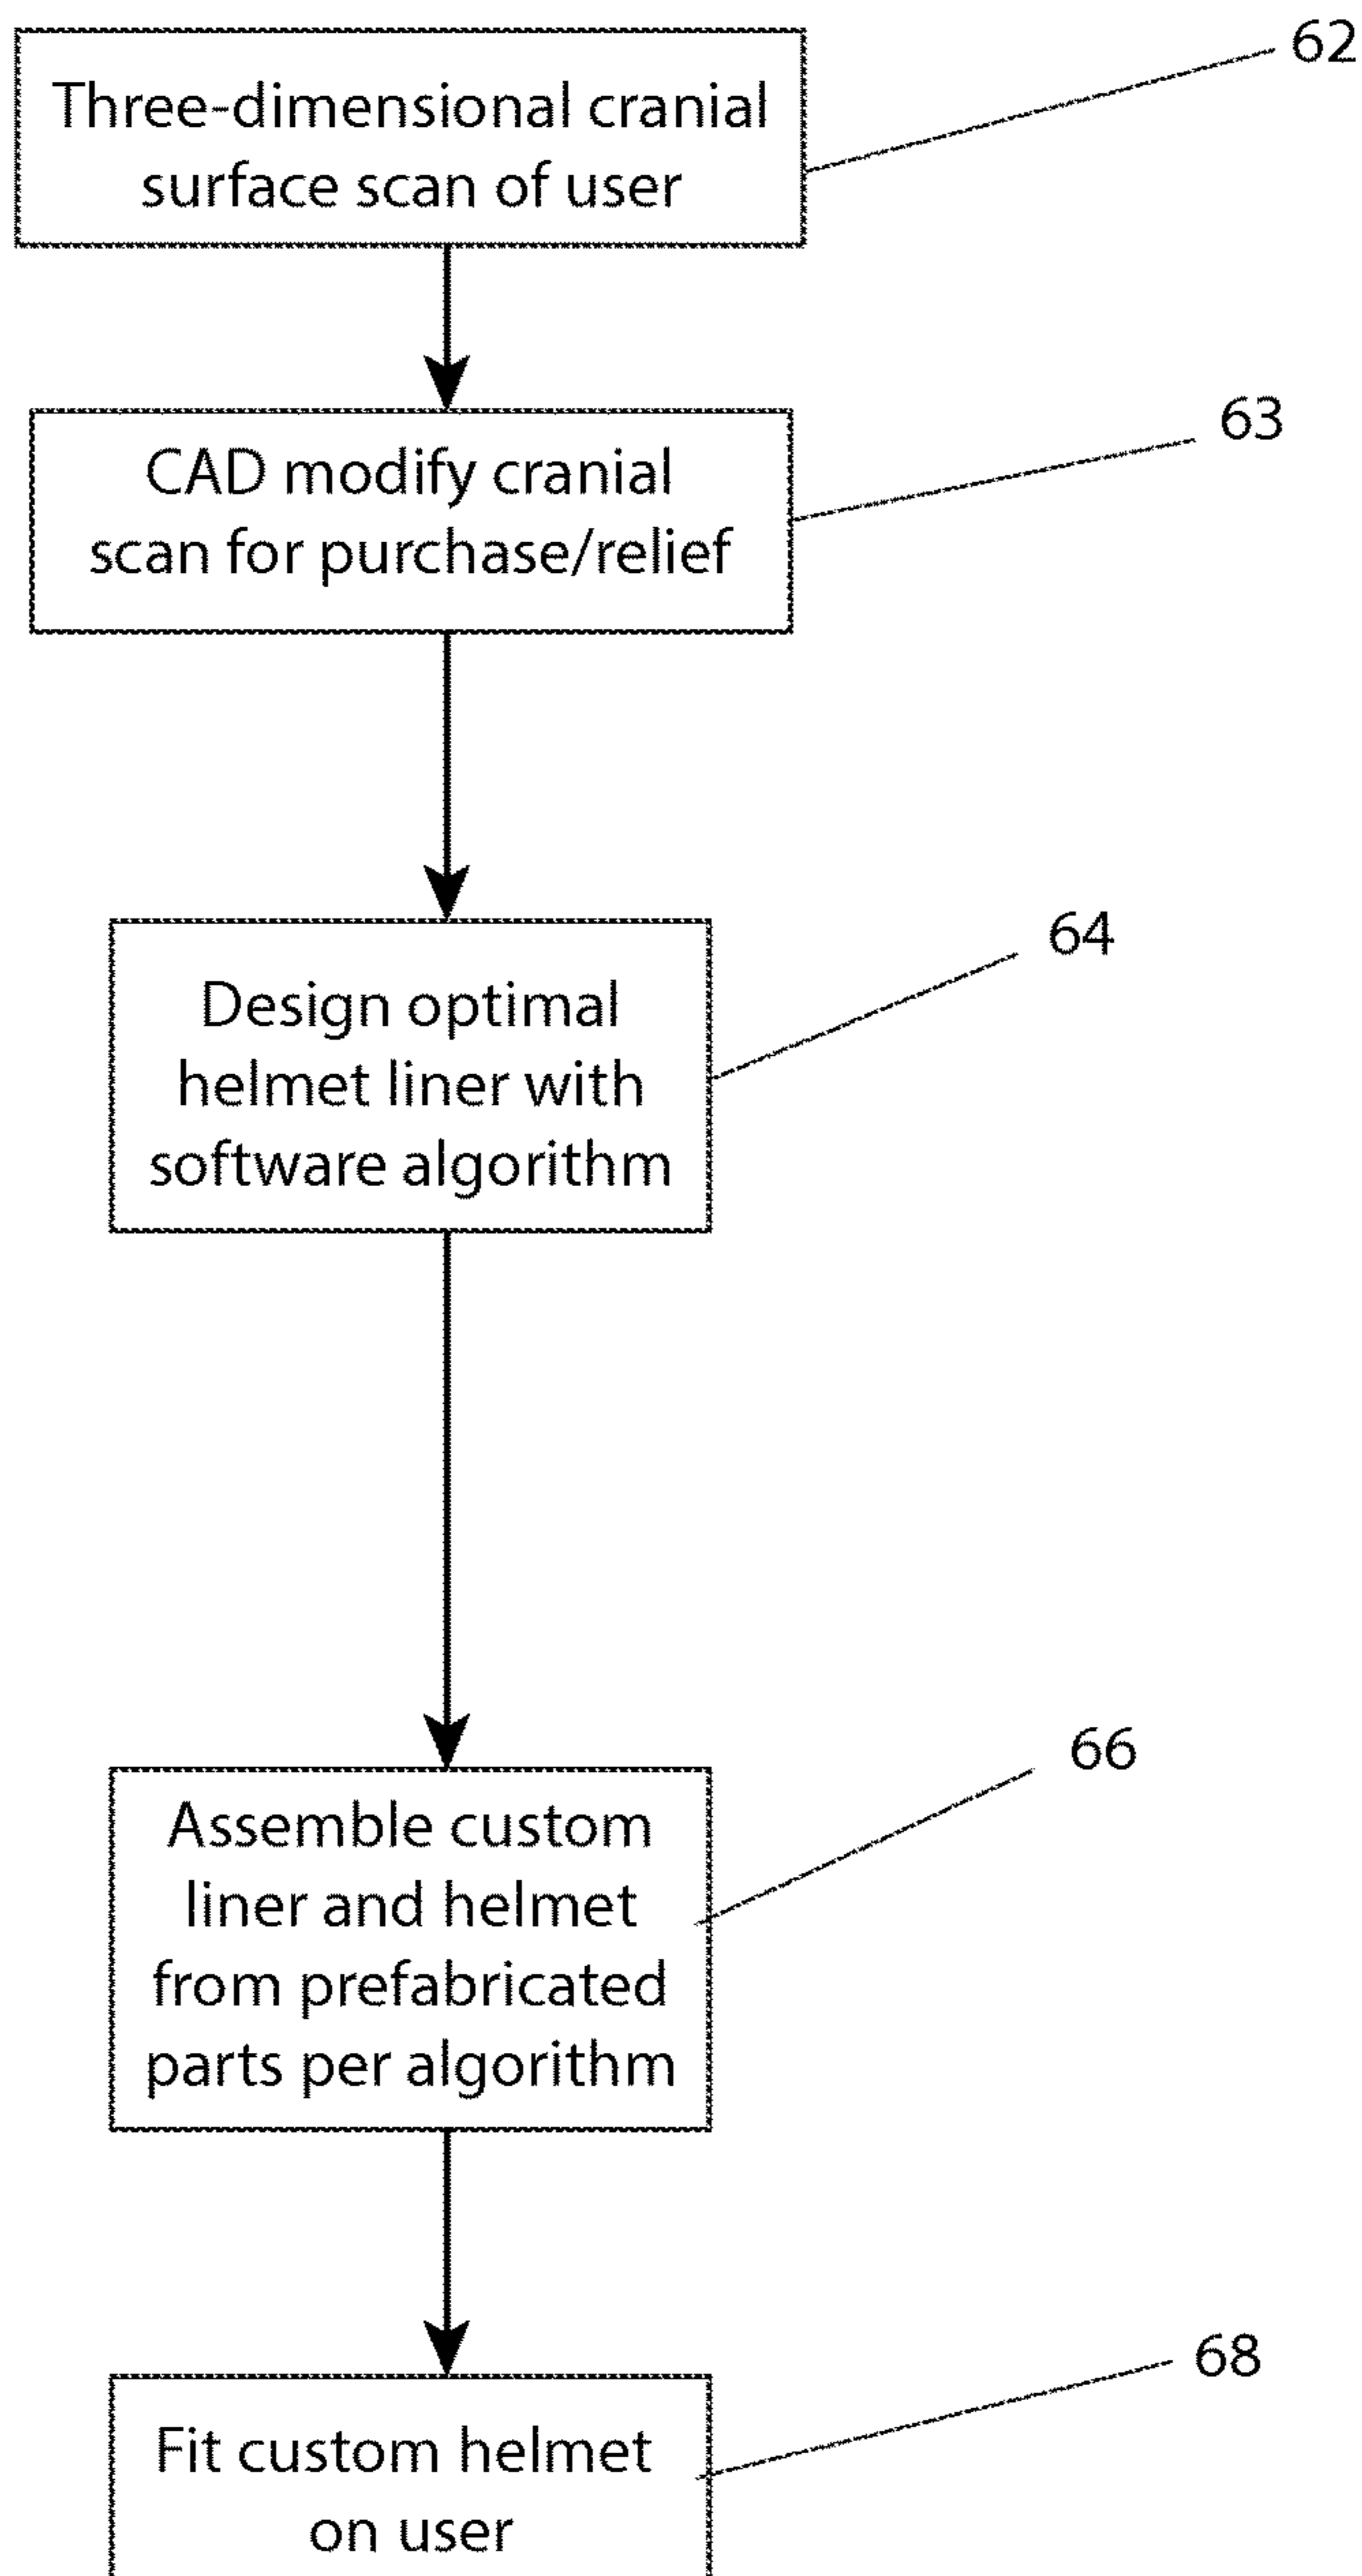 62
Three-dimensional cranial
surface scan of user
63
CAD modify cranial
scan for purchase/relief
64
Design optimal
helmet liner with
software algorithm
66
Assemble custom
liner and helmet
from prefabricated
parts per algorithm
68
Fit custom helmet
on user